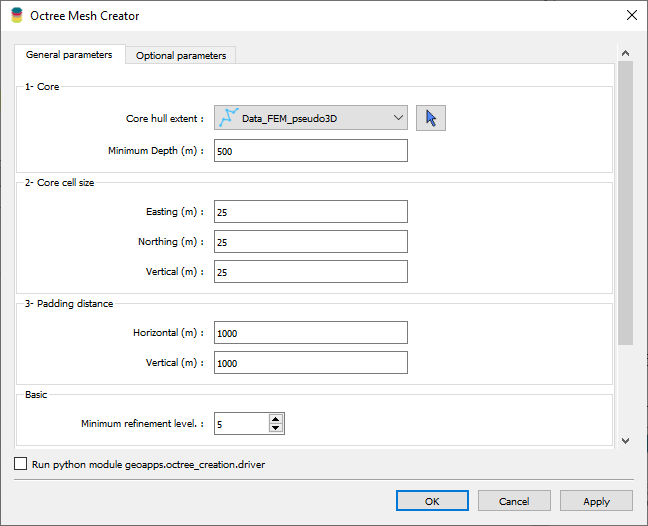 Octree Mesh Creator
General parameters
Optional parameters
1- Core
Core hull extent :
Data_FEM_pseudo3D
Minimum Depth (m) :
500
2- Core cell size
Easting (m) :
25
Northing (m) :
25
Vertical (m) :
25
3- Padding distance
Horizontal (m) :
1000
Vertical (m) :
1000
Basic
Minimum refinement level. :
5
Run python module geoapps.octree_creation.driver
OK
Cancel
Apply